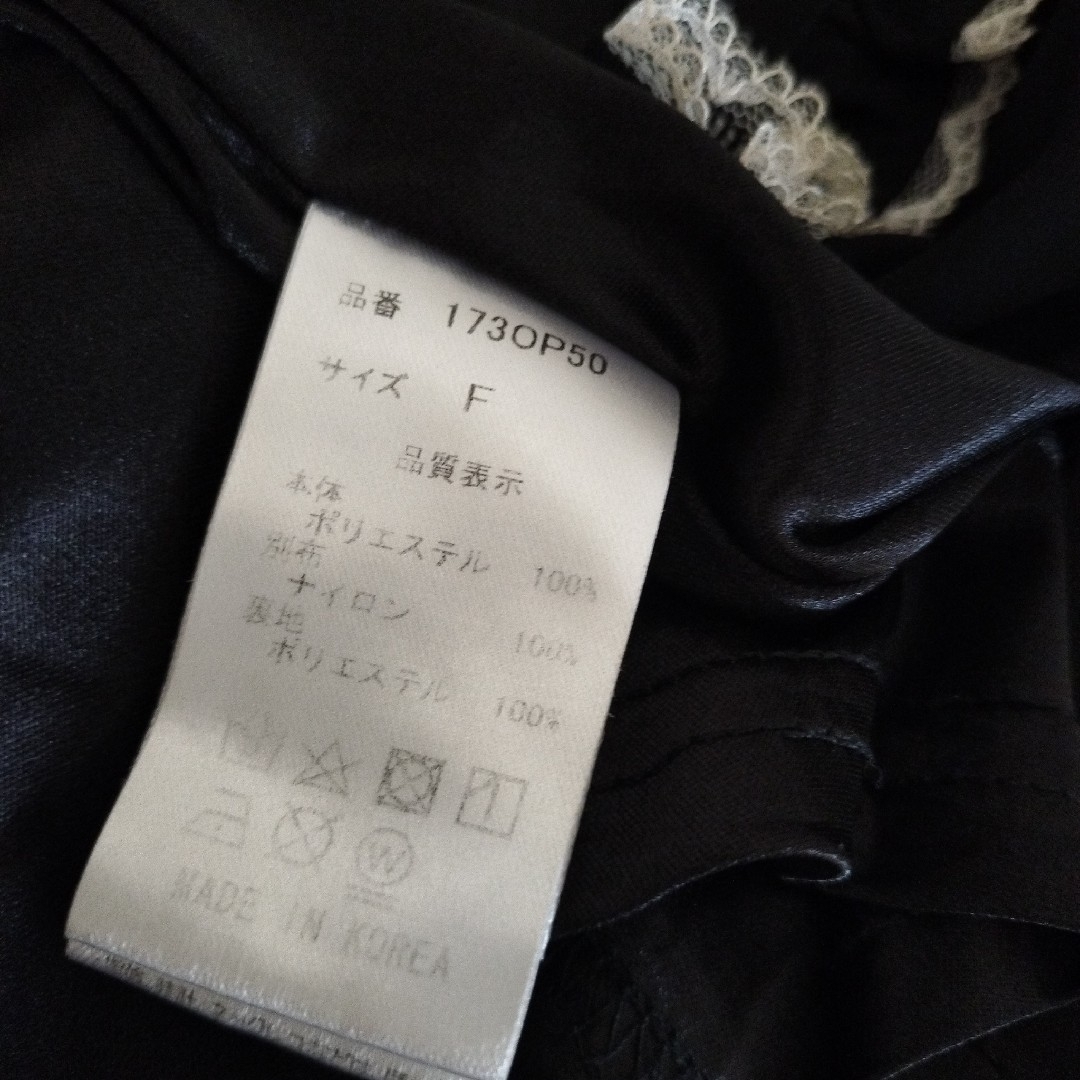 品番 173OP50
サイズ F
品質表示
本体
ポリエステル 100%
別布
ナイロン 100%
裏地
ポリエステル 100%
W
MADE IN KOREA